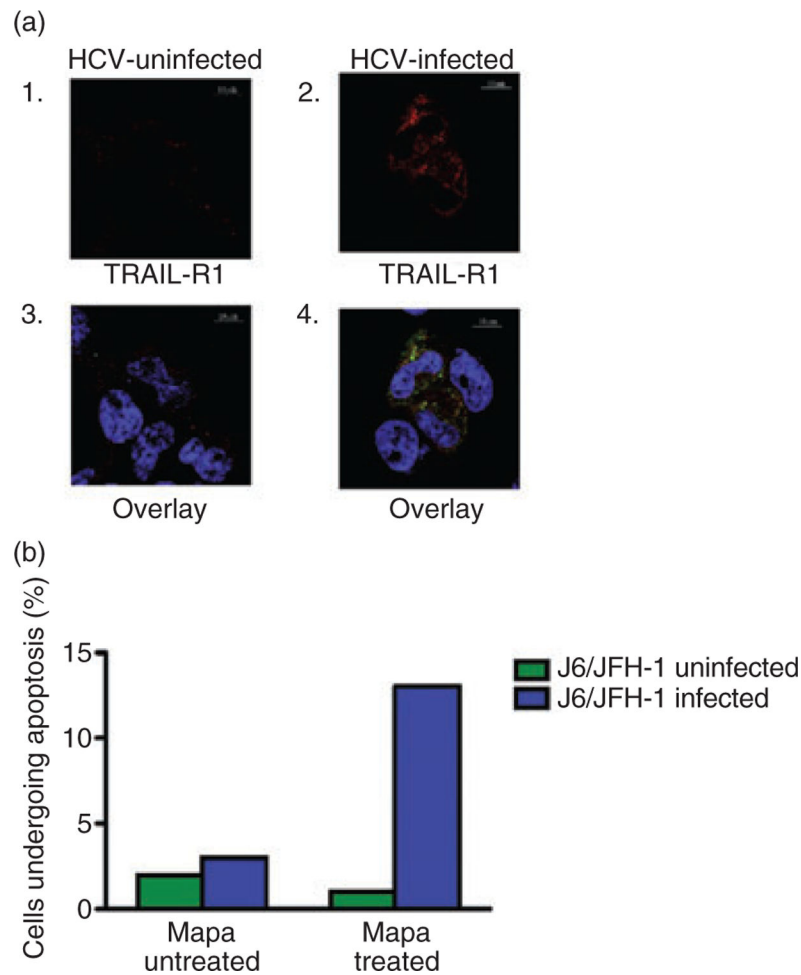 (a)
HCV-uninfected
HCV-infected
1.
2.
TRAIL-R1
TRAIL-R1
3.
4.
Overlay
Overlay
(b)
Cells undergoing apoptosis (%)
15
10
5
0
Mapa
untreated
Mapa
treated
J6/JFH-1 uninfected
J6/JFH-1 infected